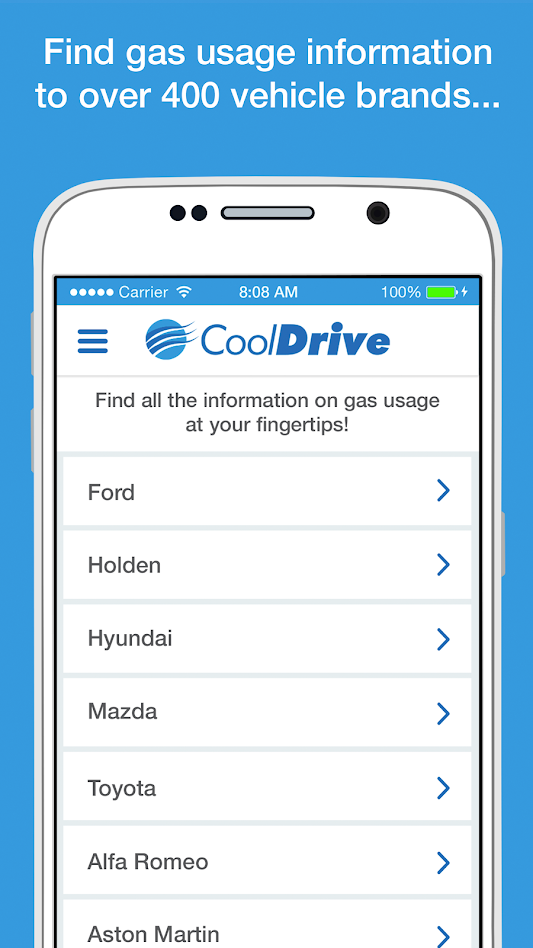 Find gas usage information
to over 400 vehicle brands...
Carrier 8:08 AM 100%
CoolDrive
Find all the information on gas usage
at your fingertips!
Ford
Holden
Hyundai
Mazda
Toyota
Alfa Romeo
Aston Martin